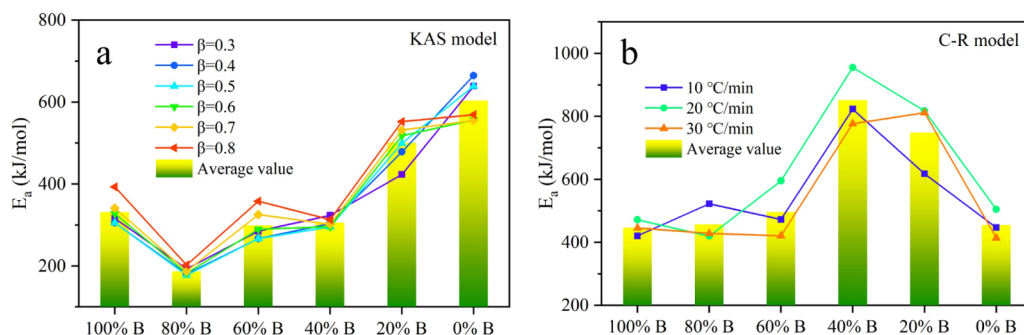 a
KAS model
β=0.3
β=0.4
β=0.5
β=0.6
β=0.7
β=0.8
Average value
Ea (kJ/mol)
800
600
400
200
100% B 80% B 60% B 40% B 20% B 0% B
b
C-R model
10 °C/min
20 °C/min
30 °C/min
Average value
Ea (kJ/mol)
1000
800
600
400
200
100% B 80% B 60% B 40% B 20% B 0% B